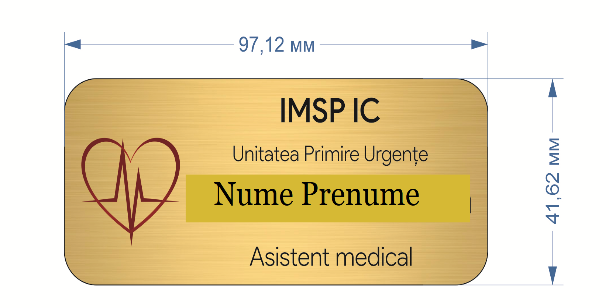 97,12 мм
IMSP IC
Unitatea Primire Urgențe
Nume Prenume
41,62 мм
Asistent medical